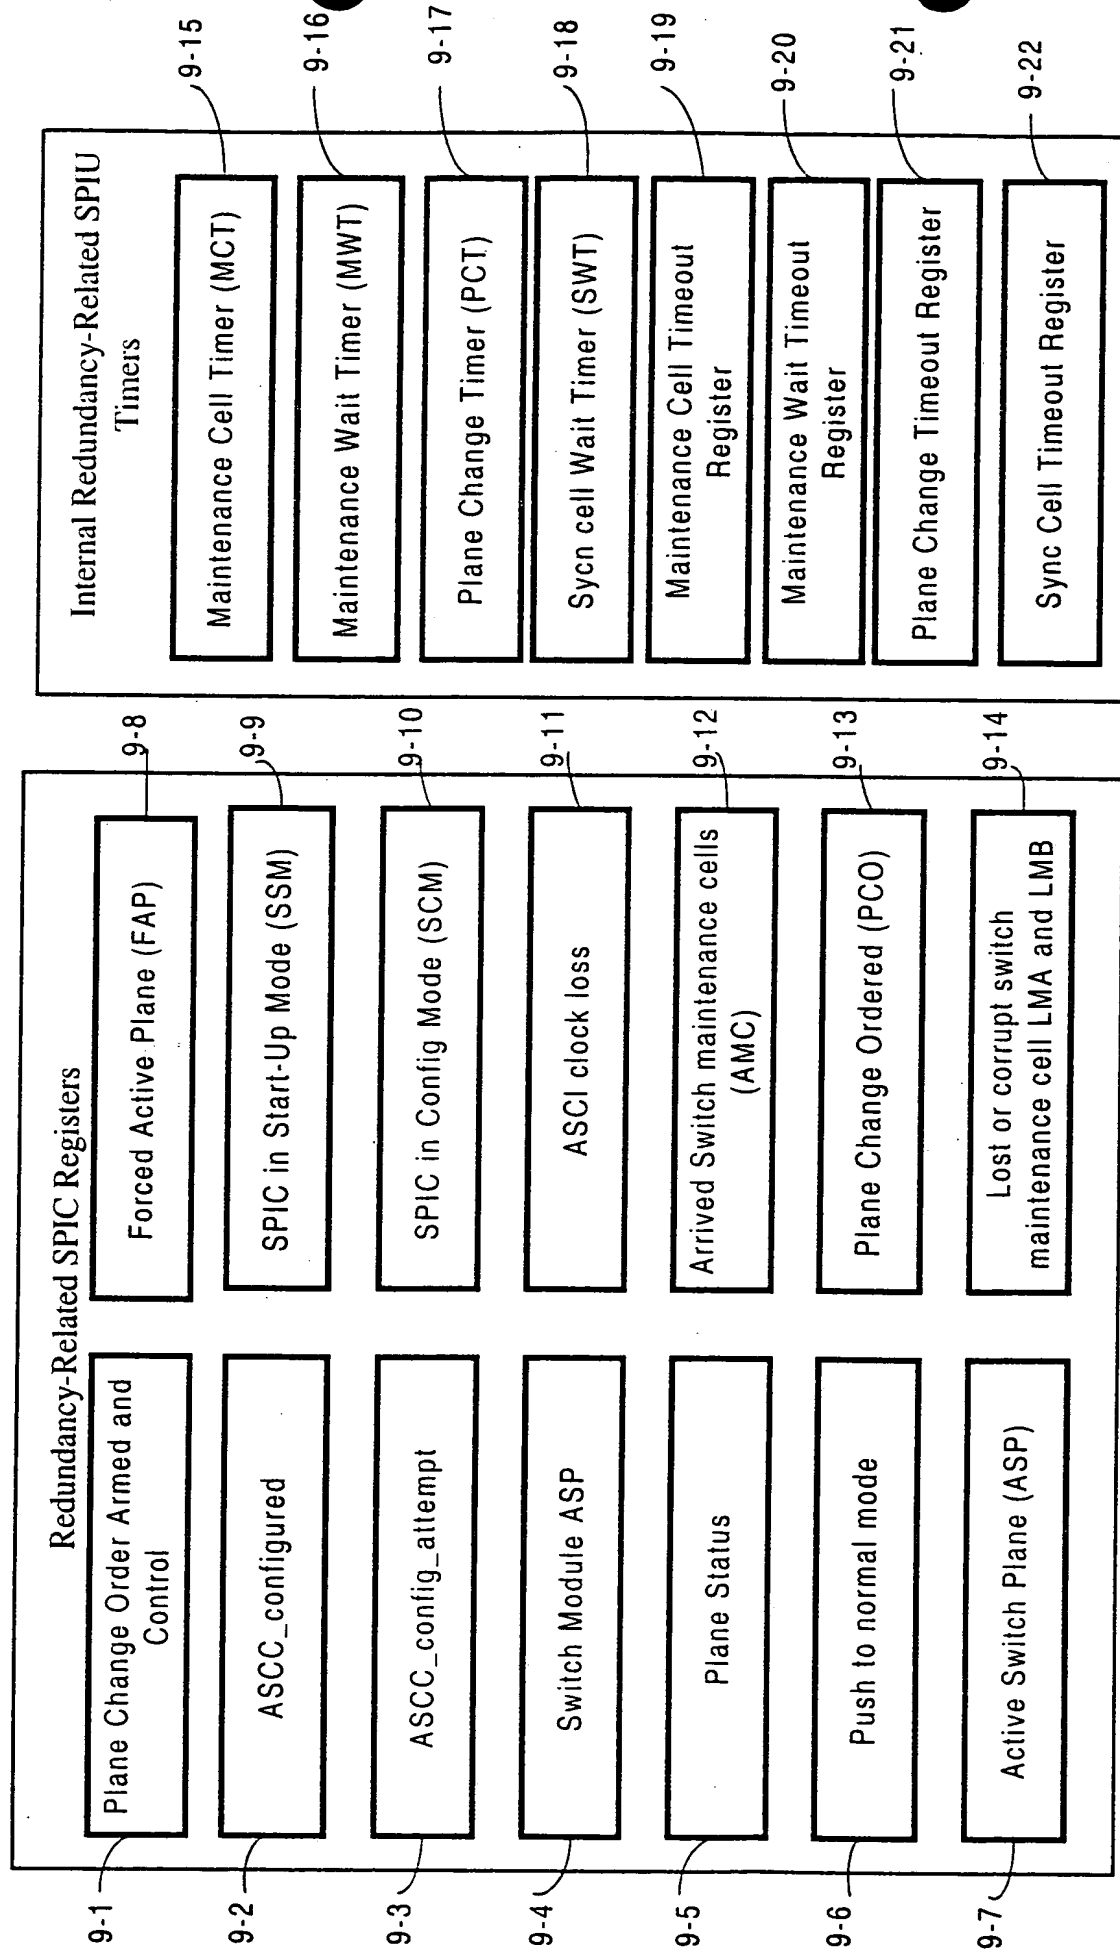 Redundancy-Related SPIC Registers
9-1
Plane Change Order Armed and
Control
9-2
ASCC_configured
9-3
ASCC_config_attempt
9-4
Switch Module ASP
9-5
Plane Status
9-6
Push to normal mode
9-7
Active Switch Plane (ASP)
9-8
Forced Active Plane (FAP)
9-9
SPIC in Start-Up Mode (SSM)
9-10
SPIC in Config Mode (SCM)
9-11
ASCI clock loss
9-12
Arrived Switch maintenance cells
(AMC)
9-13
Plane Change Ordered (PCO)
9-14
Lost or corrupt switch
maintenance cell LMA and LMB
Internal Redundancy-Related SPIU
Timers
9-15
Maintenance Cell Timer (MCT)
9-16
Maintenance Wait Timer (MWT)
9-17
Plane Change Timer (PCT)
9-18
Sycn cell Wait Timer (SWT)
9-19
Maintenance Cell Timeout
Register
9-20
Maintenance Wait Timeout
Register
9-21
Plane Change Timeout Register
9-22
Sync Cell Timeout Register